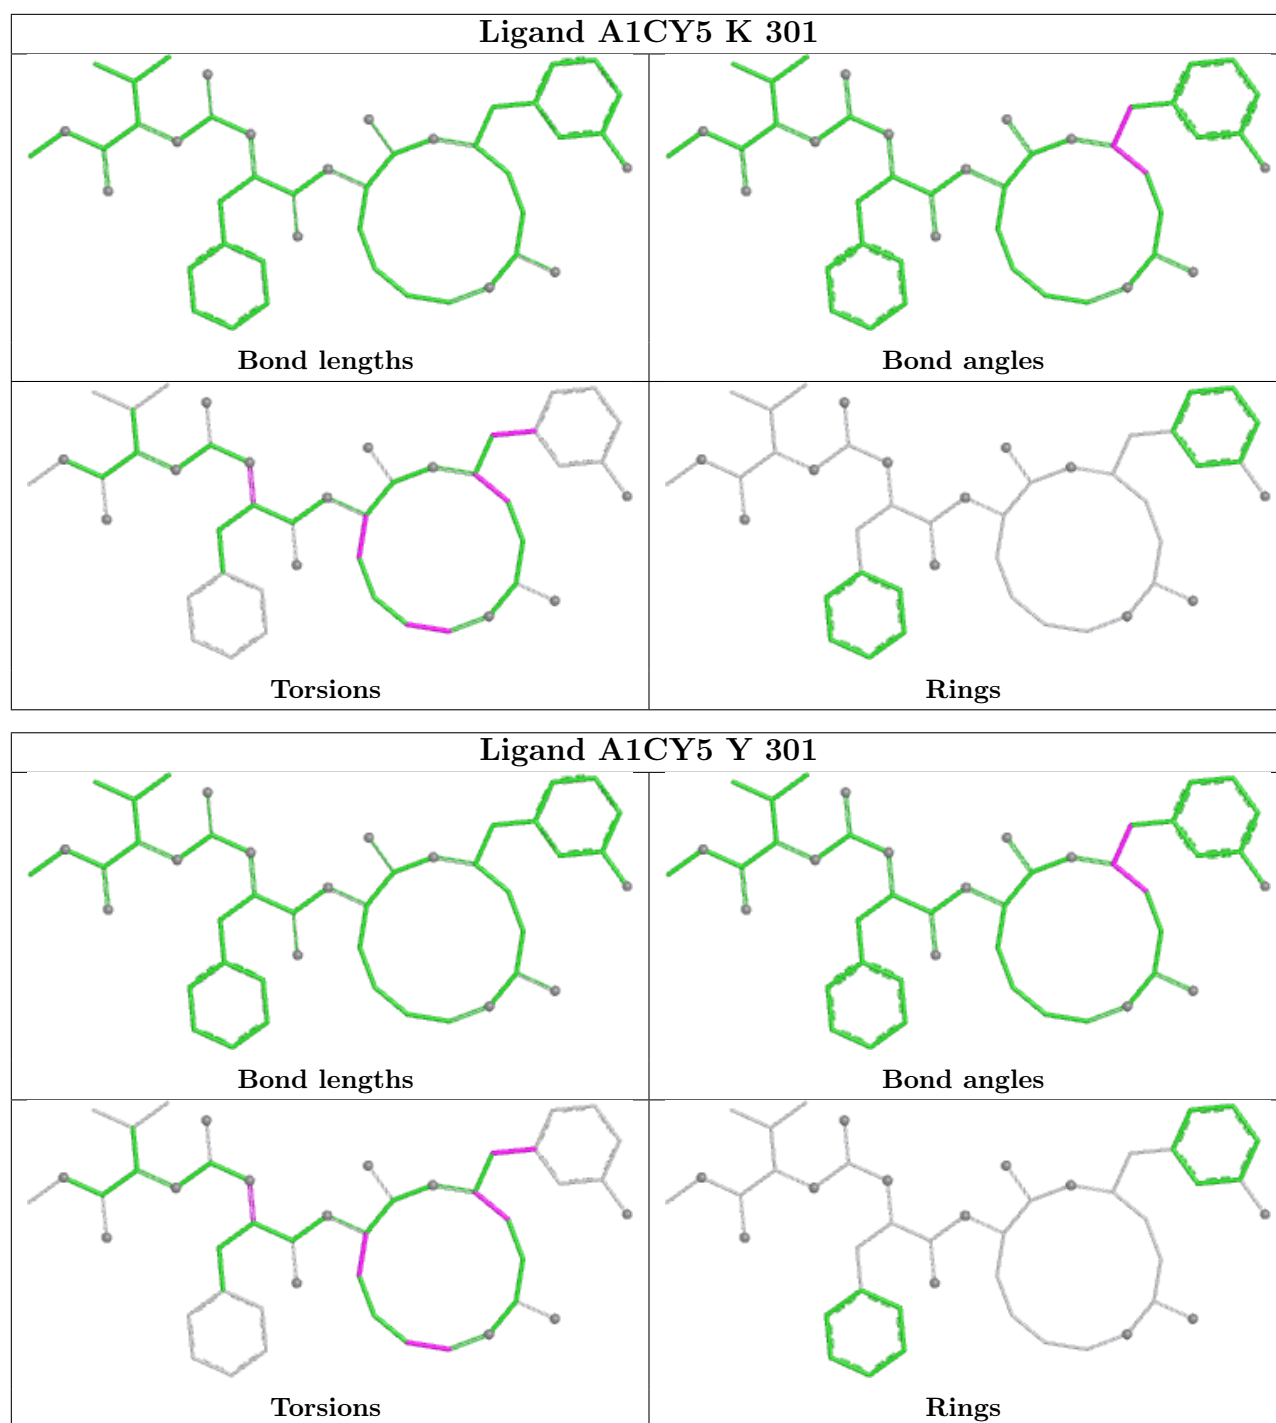 Ligand A1CY5 K 301
Bond lengths
Bond angles
Torsions
Rings
Ligand A1CY5 Y 301
Bond lengths
Bond angles
Torsions
Rings